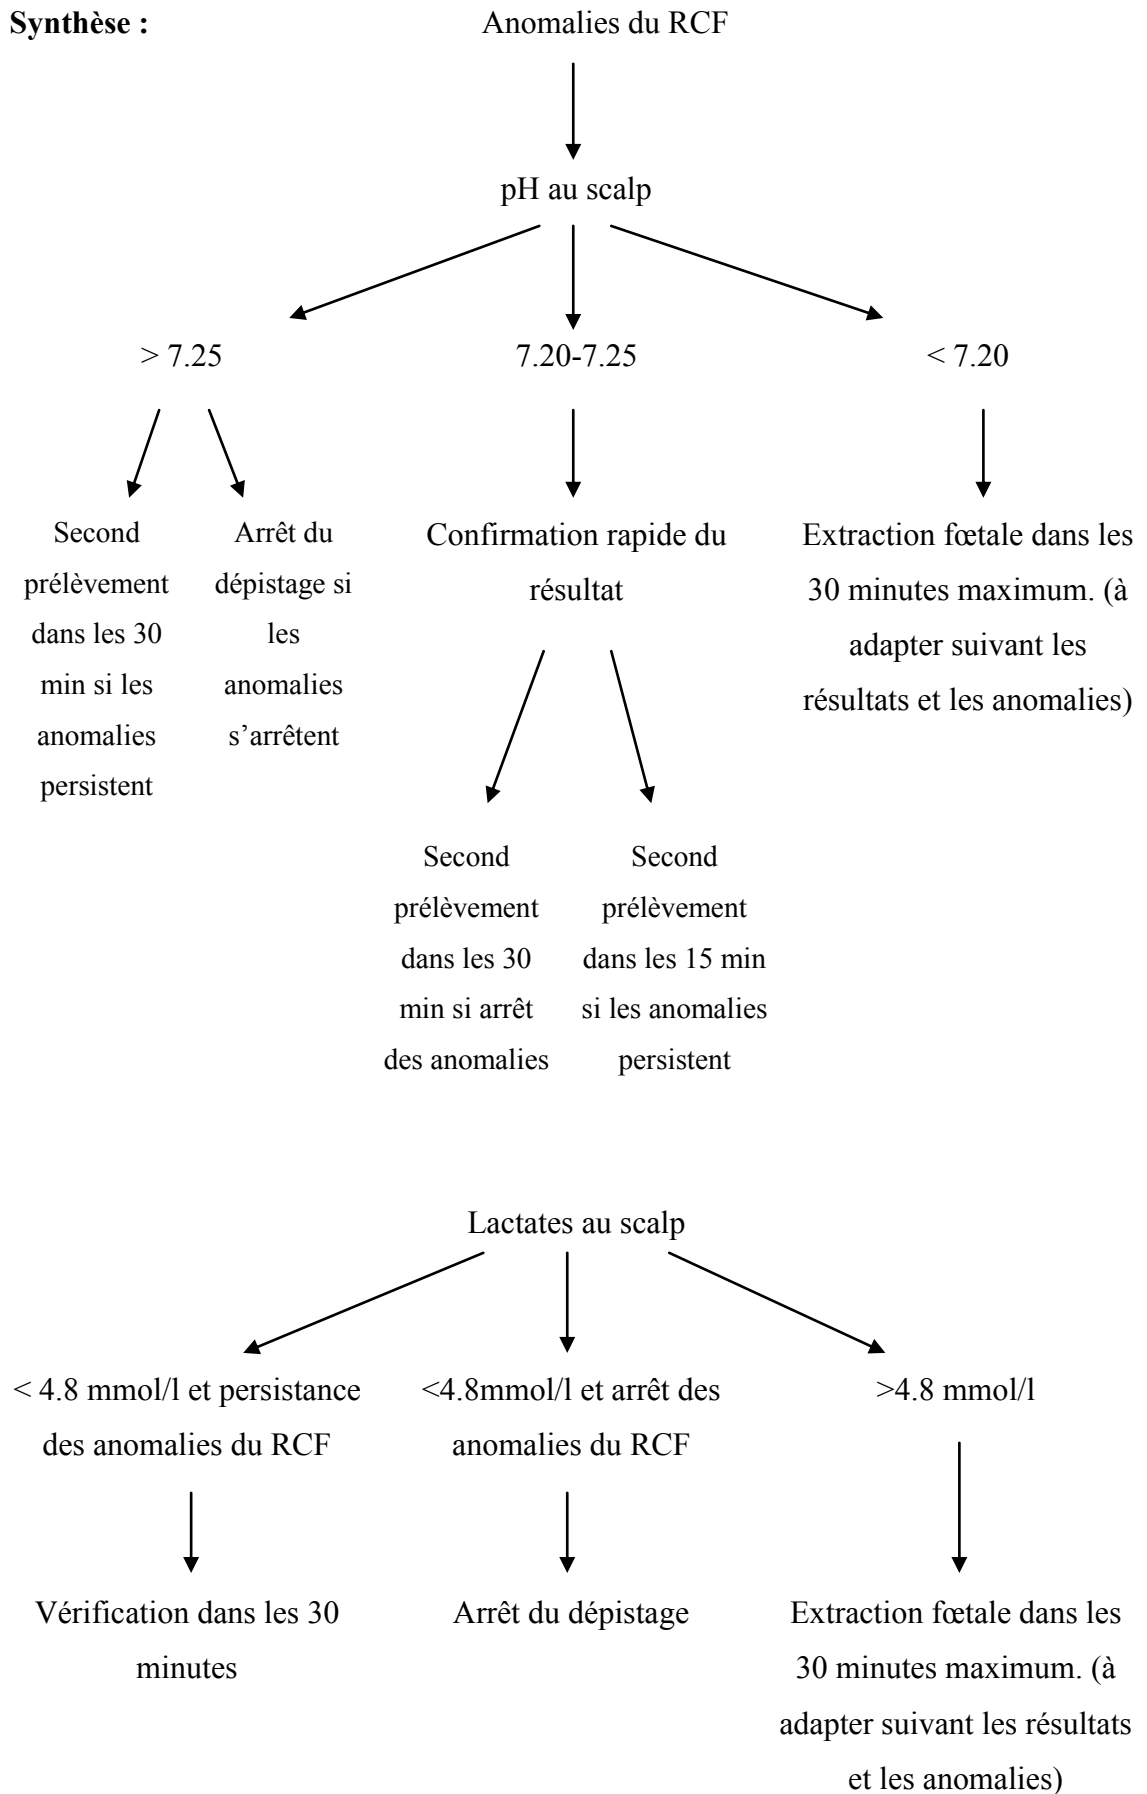 Synthèse :
Anomalies du RCF
pH au scalp
> 7.25
7.20-7.25
< 7.20
Second
prélèvement
dans les 30
min si les
anomalies
persistent
Arrêt du
dépistage si
les
anomalies
s’arrêtent
Confirmation rapide du
résultat
Extraction fœtale dans les
30 minutes maximum. (à
adapter suivant les
résultats et les anomalies)
Second
prélèvement
dans les 30
min si arrêt
des anomalies
Second
prélèvement
dans les 15 min
si les anomalies
persistent
Lactates au scalp
< 4.8 mmol/l et persistance
des anomalies du RCF
<4.8mmol/l et arrêt des
anomalies du RCF
>4.8 mmol/l
Vérification dans les 30
minutes
Arrêt du dépistage
Extraction fœtale dans les
30 minutes maximum. (à
adapter suivant les résultats
et les anomalies)